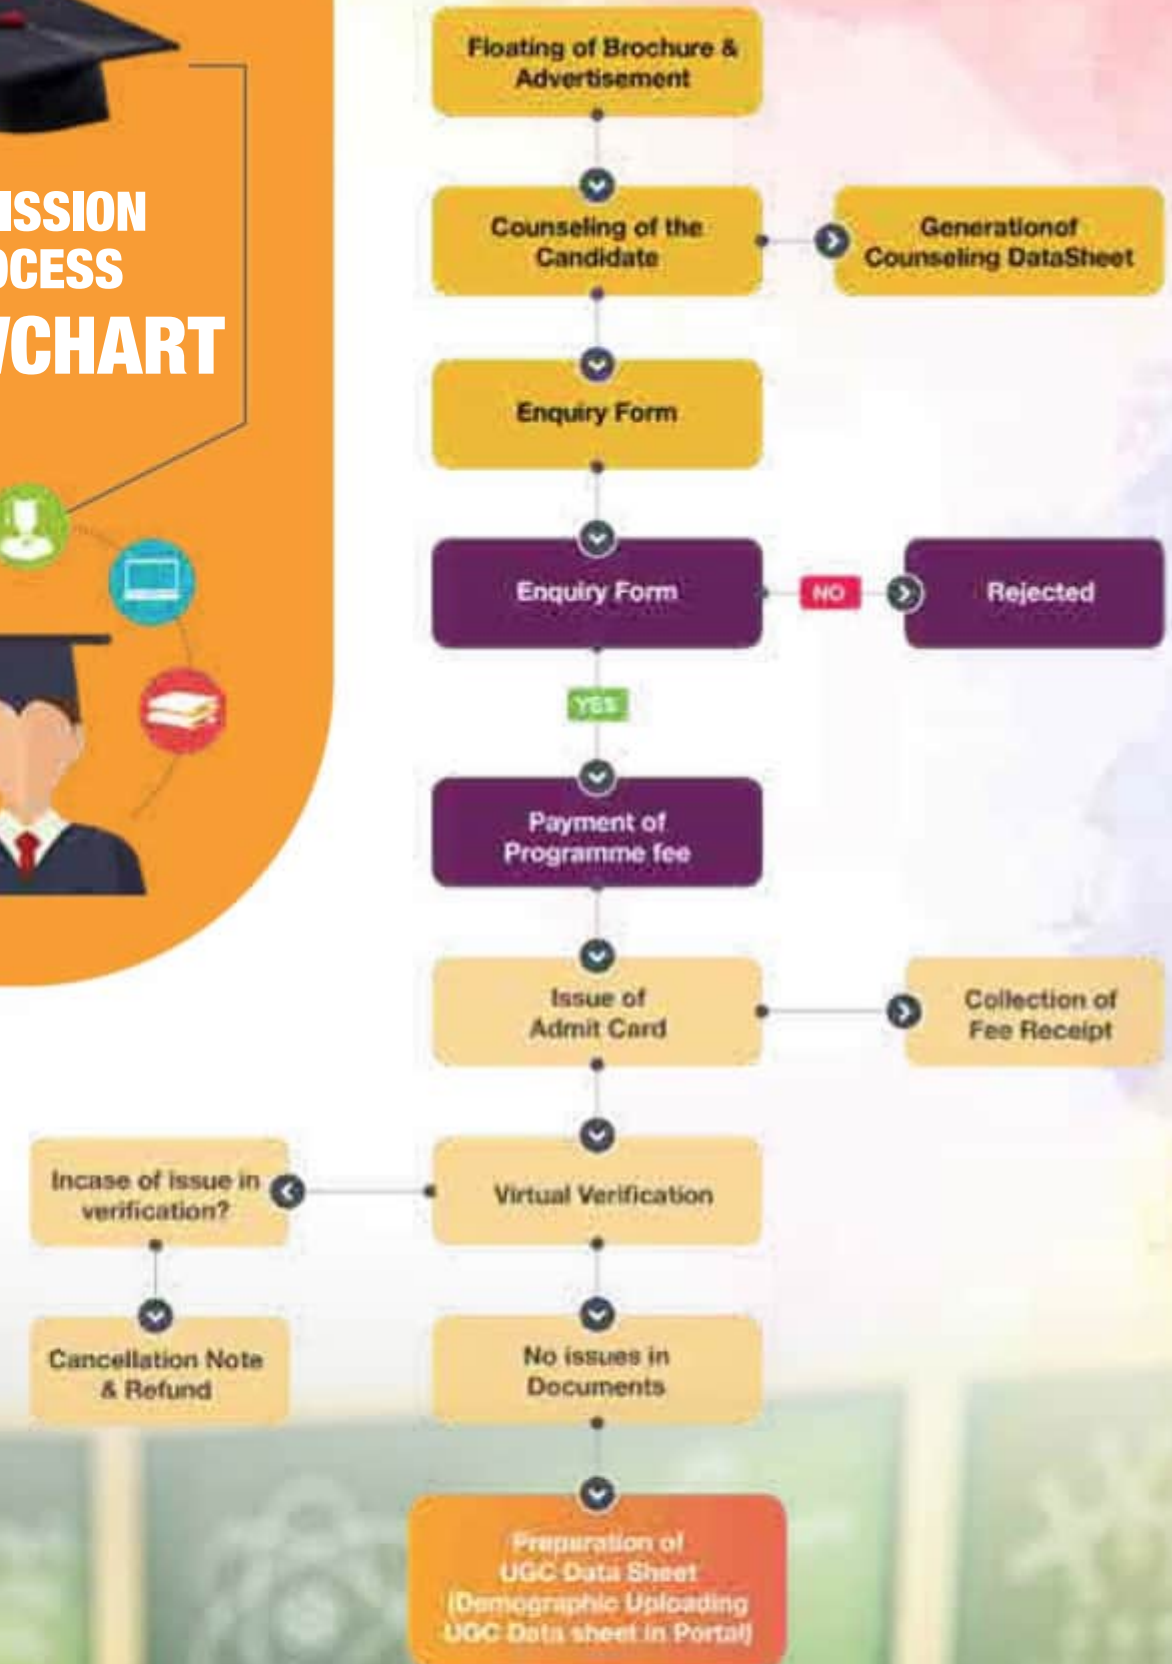 ISSION
OCESS
WCHART
Floating of Brochure &
Advertisement
Counseling of the
Candidate
Generationof
Counseling DataSheet
Enquiry Form
Enquiry Form
NO
Rejected
YES
Payment of
Programme fee
Issue of
Admit Card
Collection of
Fee Receipt
Incase of issue in
verification?
Virtual Verification
Cancellation Note
& Refund
No issues in
Documents
Preparation of
UGC Data Sheet
(Demographic Uploading
UGC Data sheet in Portal)